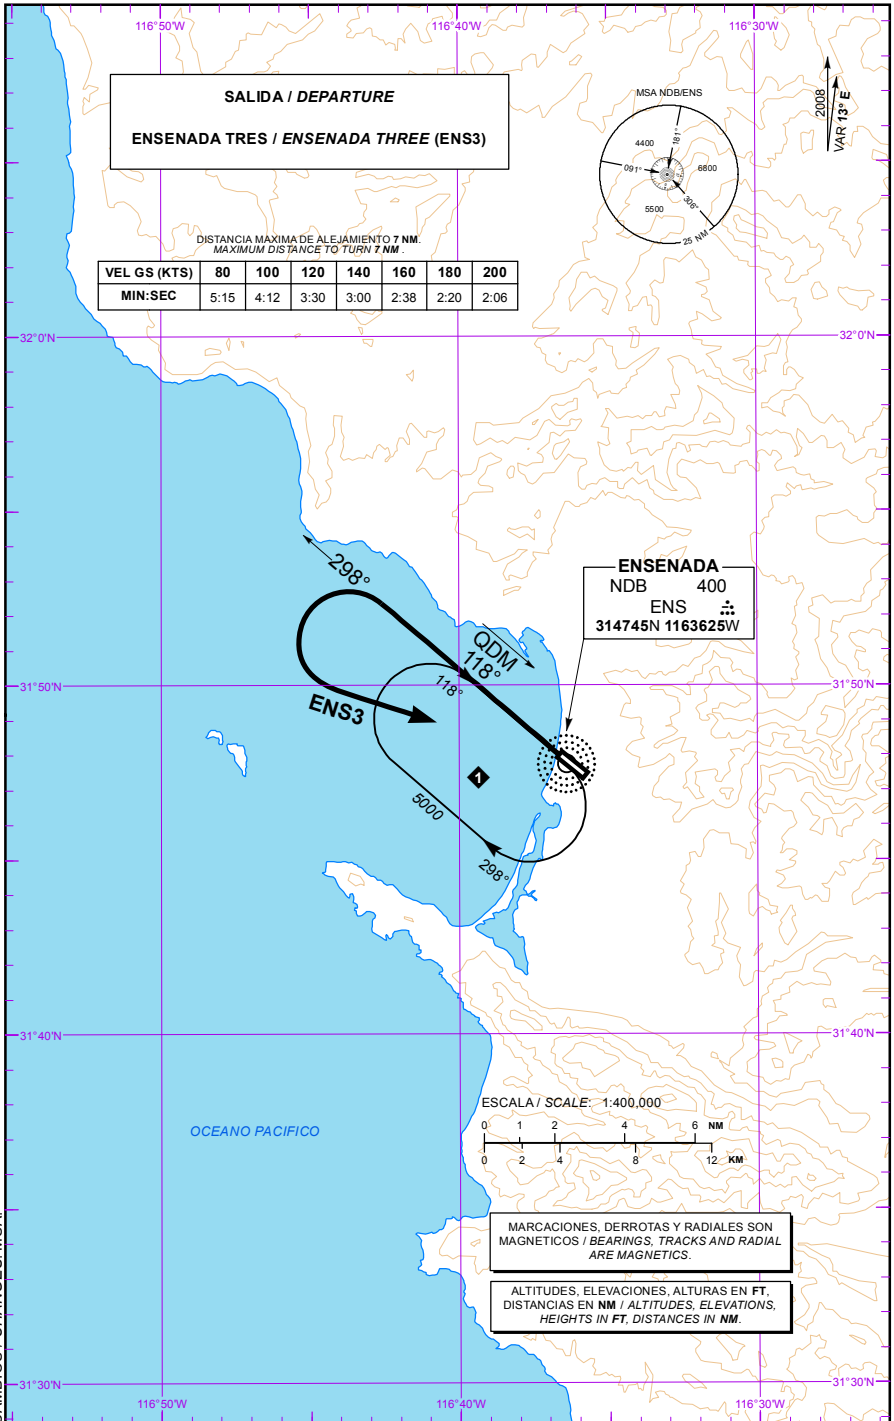 116°50'W
116°40'W
116°30'W
SALIDA / DEPARTURE
ENSENADA TRES / ENSENADA THREE (ENS3)
MSA NDB/ENS
4400
181°
091°
6800
306°
5500
25 NM
2008
VAR 13° E
DISTANCIA MAXIMA DE ALEJAMIENTO 7 NM.
MAXIMUM DISTANCE TO TURN 7 NM .
VEL GS (KTS) 80 100 120 140 160 180 200
MIN:SEC 5:15 4:12 3:30 3:00 2:38 2:20 2:06
32°0'N
32°0'N
298°
ENSENADA
NDB 400
ENS
314745N 1163625W
QDM
118°
118°
31°50'N
31°50'N
ENS3
1
5000
298°
31°40'N
31°40'N
OCEANO PACIFICO
ESCALA / SCALE: 1:400,000
0 1 2 4 6 NM
0 2 4 8 12 KM
MARCACIONES, DERROTAS Y RADIALES SON
MAGNETICOS / BEARINGS, TRACKS AND RADIAL
ARE MAGNETICS.
ALTITUDES, ELEVACIONES, ALTURAS EN FT,
DISTANCIAS EN NM / ALTITUDES, ELEVATIONS,
HEIGHTS IN FT, DISTANCES IN NM.
31°30'N
31°30'N
116°50'W
116°40'W
116°30'W